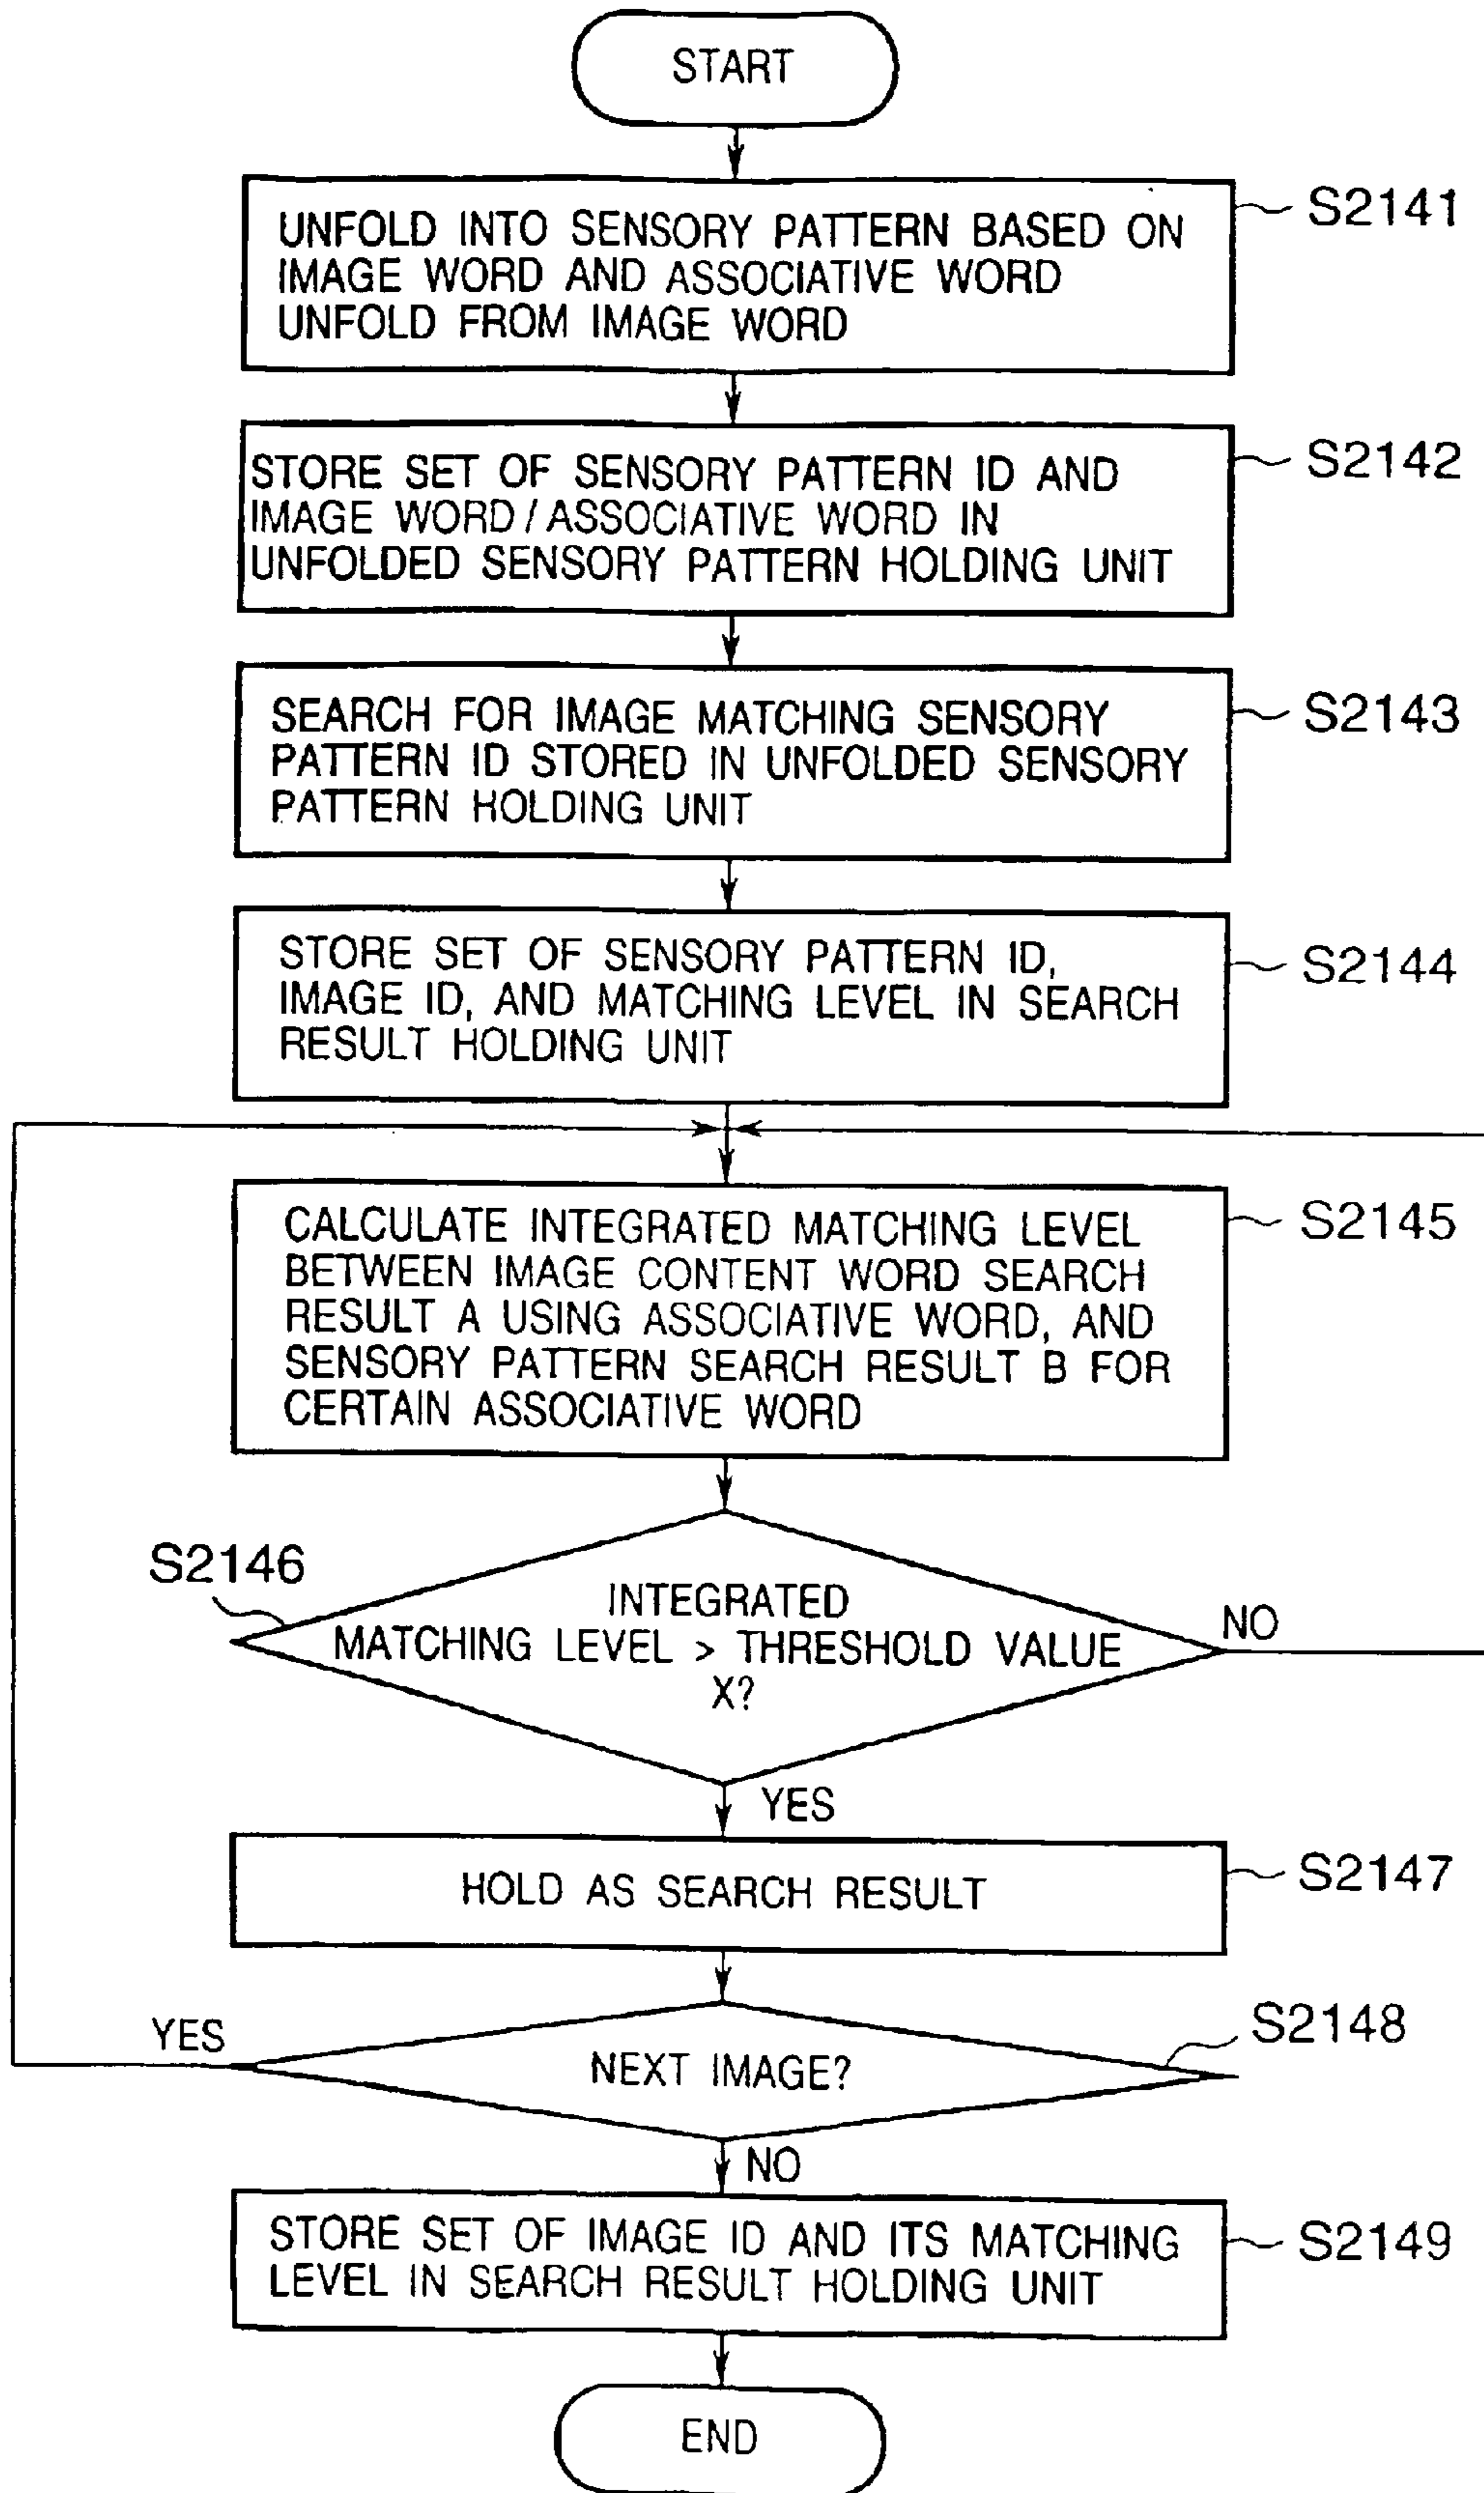 START
UNFOLD INTO SENSORY PATTERN BASED ON
IMAGE WORD AND ASSOCIATIVE WORD
UNFOLD FROM IMAGE WORD
S2141
STORE SET OF SENSORY PATTERN ID AND
IMAGE WORD/ASSOCIATIVE WORD IN
UNFOLDED SENSORY PATTERN HOLDING UNIT
S2142
SEARCH FOR IMAGE MATCHING SENSORY
PATTERN ID STORED IN UNFOLDED SENSORY
PATTERN HOLDING UNIT
S2143
STORE SET OF SENSORY PATTERN ID,
IMAGE ID, AND MATCHING LEVEL IN SEARCH
RESULT HOLDING UNIT
S2144
CALCULATE INTEGRATED MATCHING LEVEL
BETWEEN IMAGE CONTENT WORD SEARCH
RESULT A USING ASSOCIATIVE WORD, AND
SENSORY PATTERN SEARCH RESULT B FOR
CERTAIN ASSOCIATIVE WORD
S2145
S2146
INTEGRATED
MATCHING LEVEL > THRESHOLD VALUE
X?
NO
YES
HOLD AS SEARCH RESULT
S2147
YES
NEXT IMAGE?
S2148
NO
STORE SET OF IMAGE ID AND ITS MATCHING
LEVEL IN SEARCH RESULT HOLDING UNIT
S2149
END